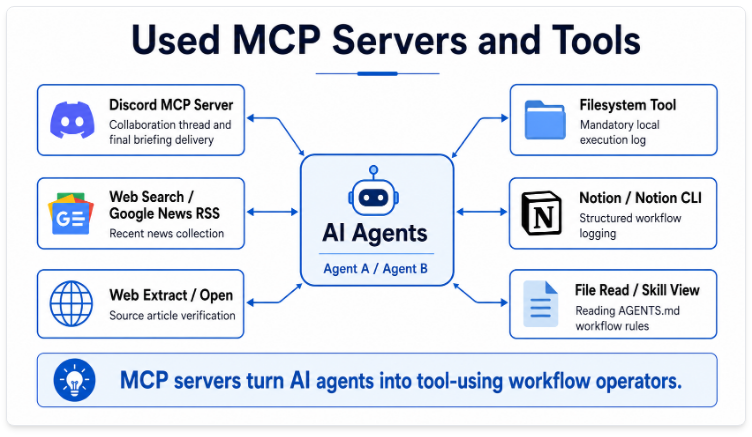 Used MCP Servers and Tools
Discord MCP Server
Collaboration thread and
final briefing delivery
Web Search /
Google News RSS
Recent news collection
GE
Web Extract / Open
Source article verification
AI Agents
Agent A / Agent B
Filesystem Tool
Mandatory local
execution log
N
Notion / Notion CLI
Structured workflow
logging
File Read / Skill View
Reading AGENTS.md
workflow rules
MCP servers turn AI agents into tool-using workflow operators.